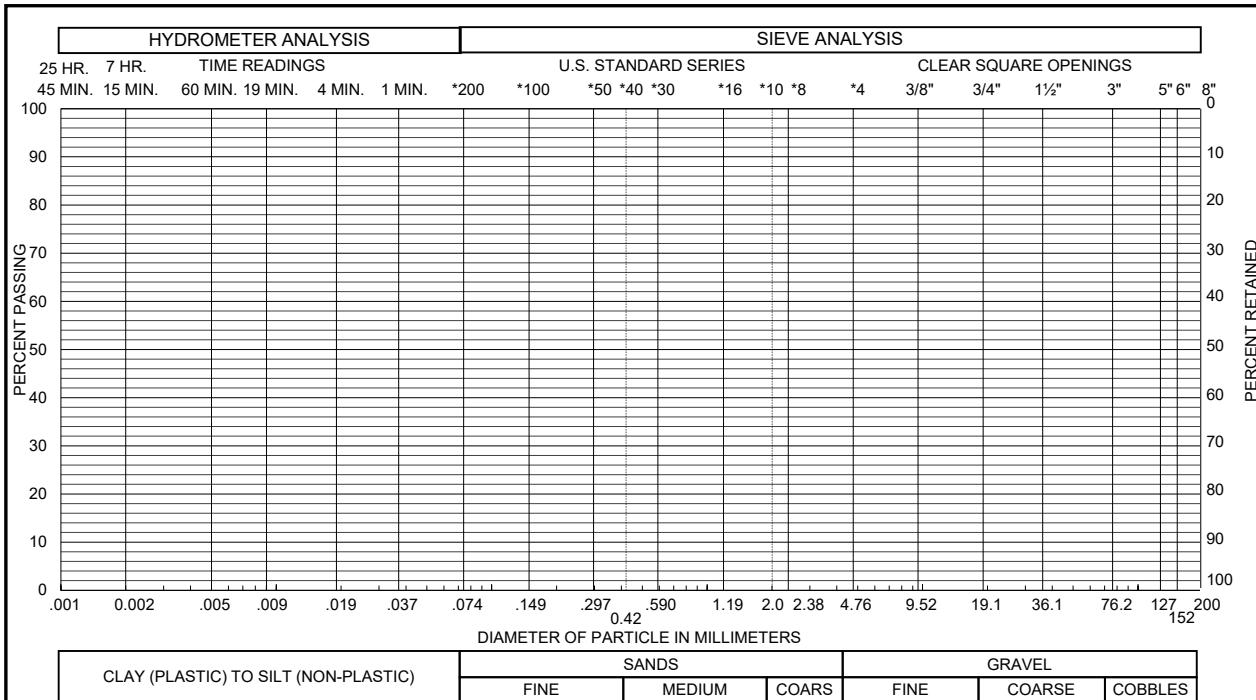 HYDROMETER ANALYSIS SIEVE ANALYSIS
25 HR. 7 HR. TIME READINGS U.S. STANDARD SERIES CLEAR SQUARE OPENINGS
45 MIN. 15 MIN. 60 MIN. 19 MIN. 4 MIN. 1 MIN. *200 *100 *50 *40 *30 *16 *10 *8 *4 3/8" 3/4" 1½" 3" 5" 6" 8"
100 0
90 10
80 20
70 30
60 40
50 50
40 60
30 70
20 80
10 90
0 100
PERCENT PASSING
PERCENT RETAINED
.001 0.002 .005 .009 .019 .037 .074 .149 .297 .590 1.19 2.0 2.38 4.76 9.52 19.1 36.1 76.2 127 200
0.42 152
DIAMETER OF PARTICLE IN MILLIMETERS
CLAY (PLASTIC) TO SILT (NON-PLASTIC) SANDS GRAVEL
FINE MEDIUM COARS FINE COARSE COBBLES